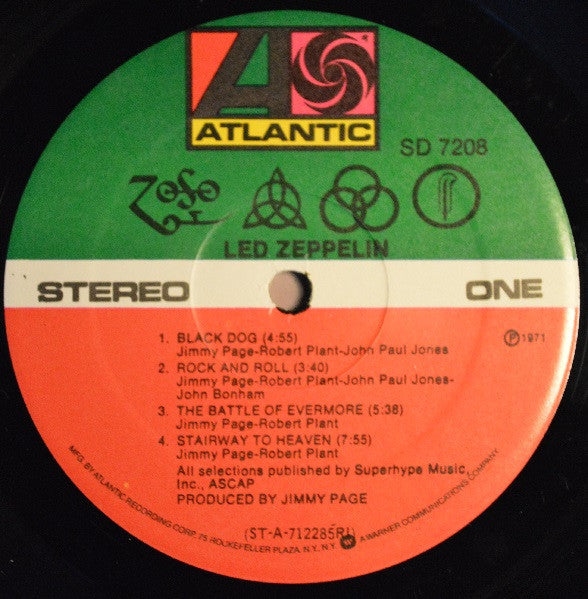 ATLANTIC
SD 7208
LED ZEPPELIN
STEREO
ONE
1. BLACK DOG (4:55)
Jimmy Page-Robert Plant-John Paul Jones
Ⓟ1971
2. ROCK AND ROLL (3:40)
Jimmy Page-Robert Plant-John Paul Jones-
John Bonham
3. THE BATTLE OF EVERMORE (5:38)
Jimmy Page-Robert Plant
4. STAIRWAY TO HEAVEN (7:55)
Jimmy Page-Robert Plant
All selections published by Superhype Music,
Inc., ASCAP
PRODUCED BY JIMMY PAGE
(ST-A-712285RI)
MFG. BY ATLANTIC RECORDING CORP. 75 ROCKEFELLER PLAZA, N.Y., N.Y. W A WARNER COMMUNICATIONS COMPANY